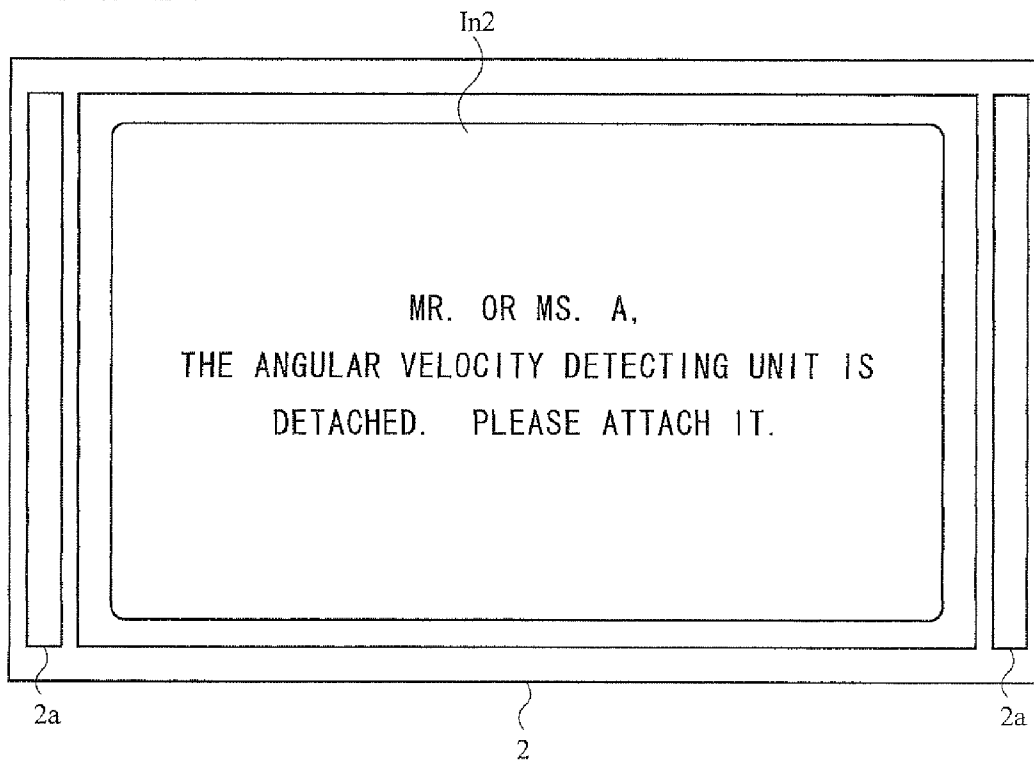 In2
MR. OR MS. A,
THE ANGULAR VELOCITY DETECTING UNIT IS
DETACHED. PLEASE ATTACH IT.
2a
2a
2